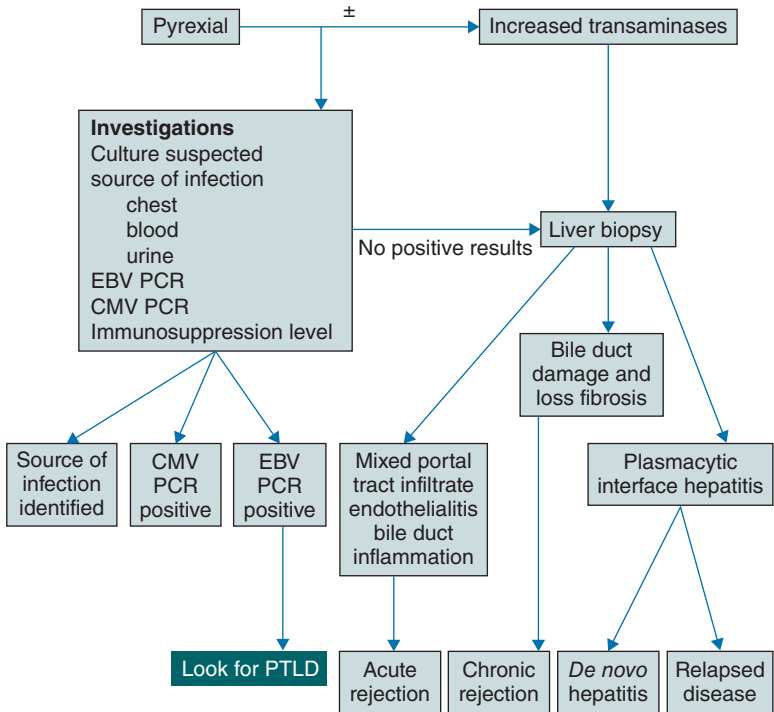 Pyrexial
±
Increased transaminases
Investigations
Culture suspected
source of infection
chest
blood
urine
EBV PCR
CMV PCR
Immunosuppression level
No positive results
Liver biopsy
Bile duct
damage and
loss fibrosis
Source of
infection
identified
CMV
PCR
positive
EBV
PCR
positive
Mixed portal
tract infiltrate
endothelialitis
bile duct
inflammation
Plasmacytic
interface hepatitis
Look for PTLD
Acute
rejection
Chronic
rejection
De novo
hepatitis
Relapsed
disease